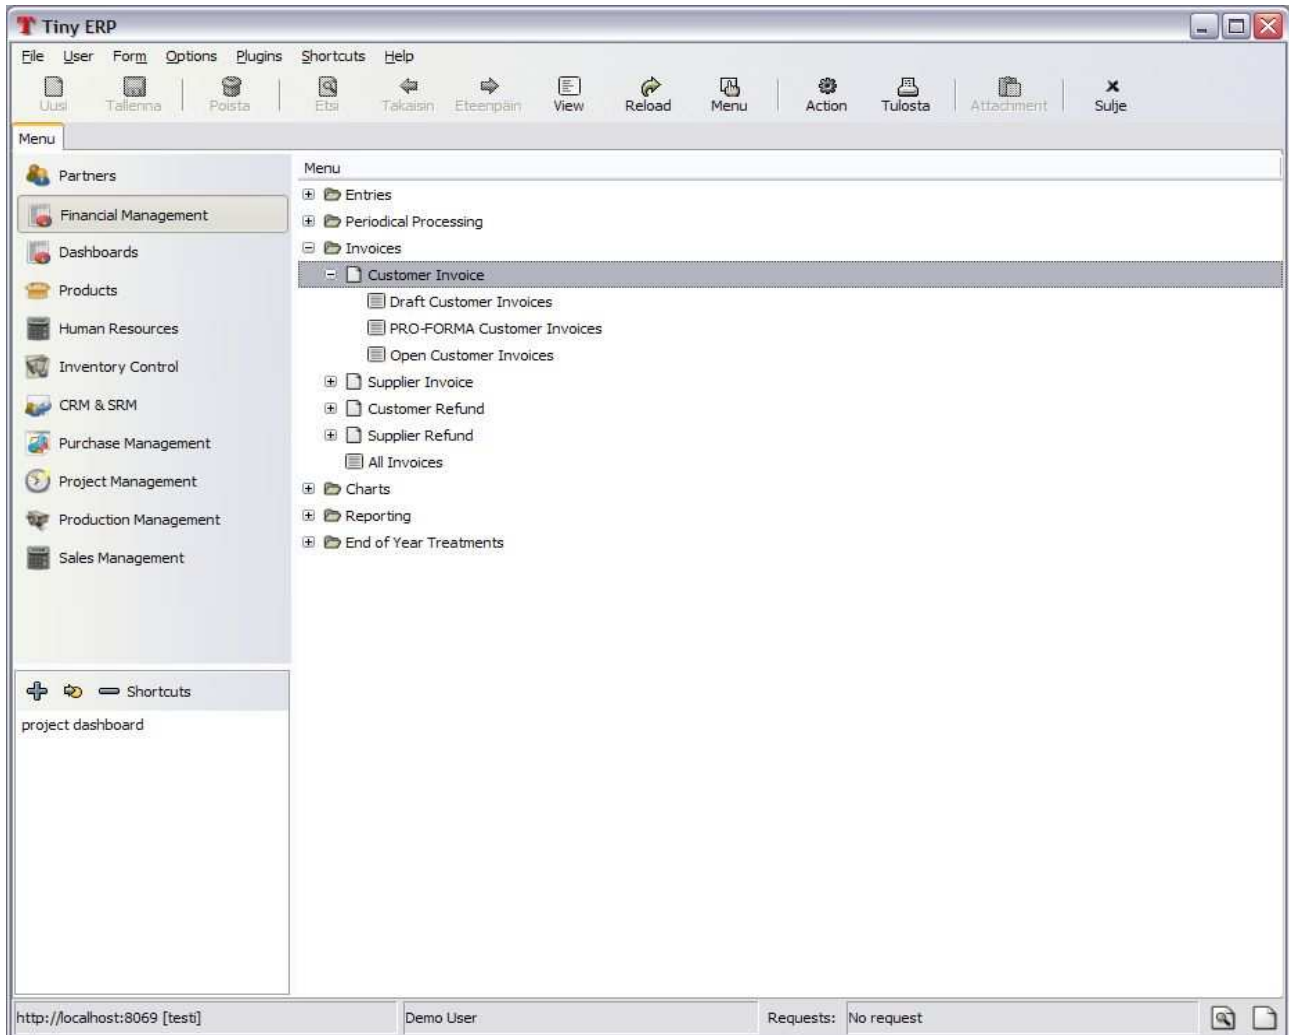 Tiny ERP
File User Form Options Plugins Shortcuts Help
Uusi Tallenna Poista Etsi Takaisin Eteenpäin View Reload Menu Action Tulosta Attachment Sulje
Menu
Partners
Financial Management
Dashboards
Products
Human Resources
Inventory Control
CRM & SRM
Purchase Management
Project Management
Production Management
Sales Management
Shortcuts
project dashboard
Menu
Entries
Periodical Processing
Invoices
Customer Invoice
Draft Customer Invoices
PRO-FORMA Customer Invoices
Open Customer Invoices
Supplier Invoice
Customer Refund
Supplier Refund
All Invoices
Charts
Reporting
End of Year Treatments
http://localhost:8069 [testi] Demo User Requests: No request